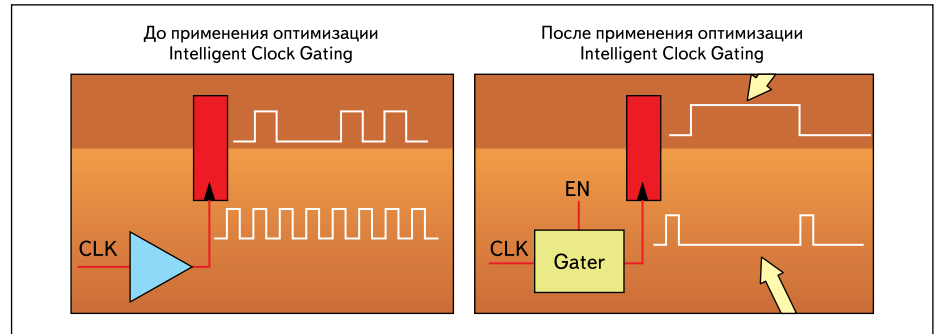 До применения оптимизации
Intelligent Clock Gating
После применения оптимизации
Intelligent Clock Gating
CLK
EN
CLK
Gater